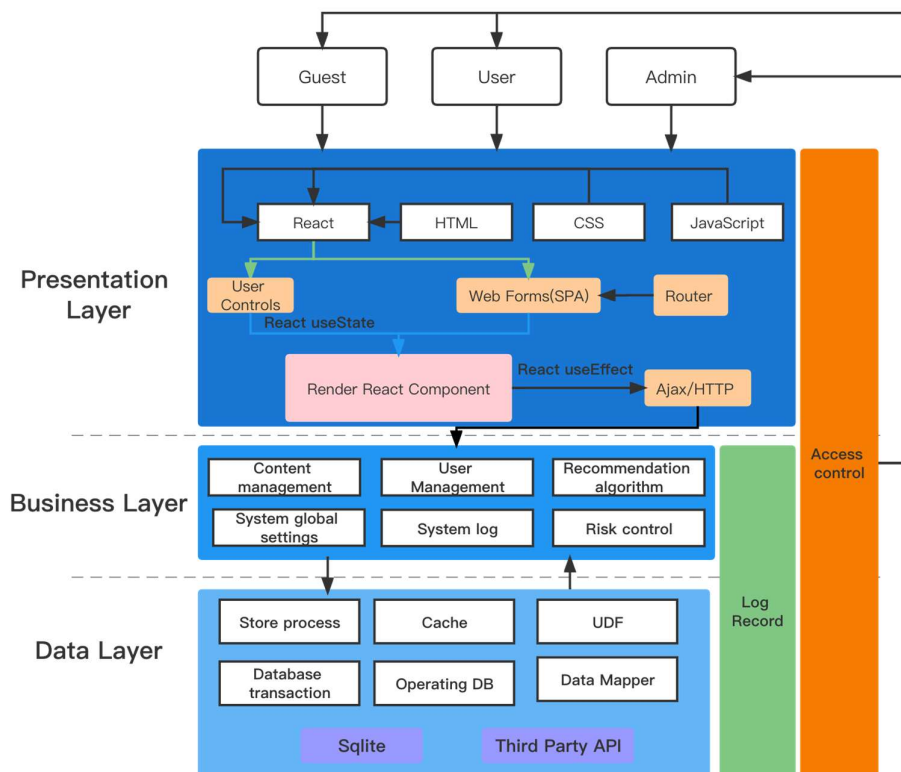 Guest
User
Admin
React
HTML
CSS
JavaScript
Presentation
Layer
User
Controls
Web Forms(SPA)
Router
React useState
Render React Component
React useEffect
Ajax/HTTP
Access
control
Business Layer
Content
management
User
Management
Recommendation
algorithm
System global
settings
System log
Risk control
Log
Record
Data Layer
Store process
Cache
UDF
Database
transaction
Operating DB
Data Mapper
Sqlite
Third Party API